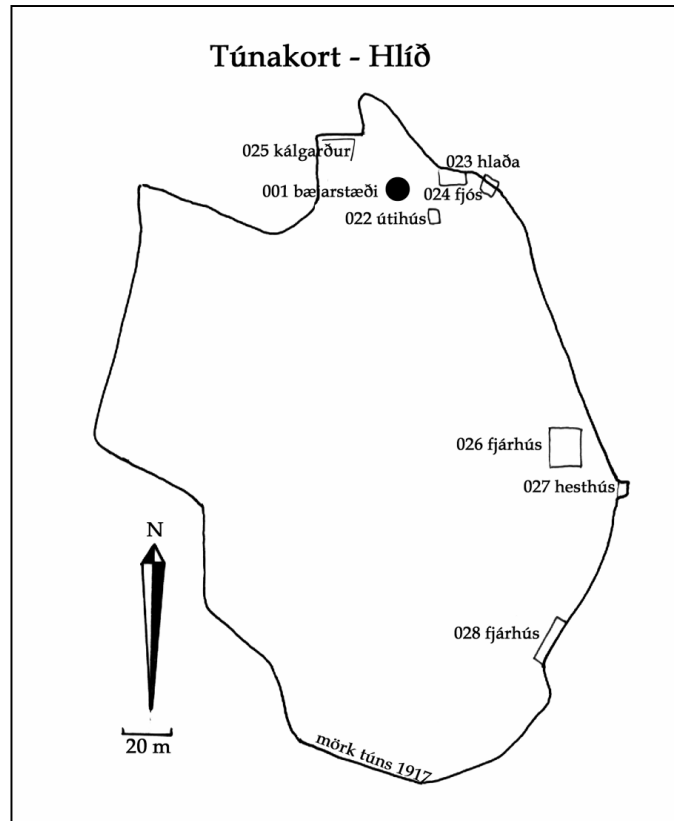 Túnakort - Hlíð
025 kálgarður
023 hlaða
001 bæjarstæði
024 fjós
022 útihús
026 fjárhús
027 hesthús
N
028 fjárhús
20 m
mörk túns 1917